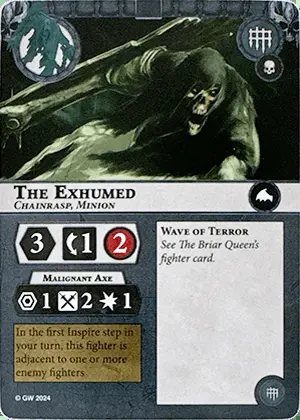 THE EXHUMED
CHAINRASP, MINION
3 1 2
MALIGNANT AXE
1 2 1
In the first Inspire step in
your turn, this fighter is
adjacent to one or more
enemy fighters
WAVE OF TERROR
See The Briar Queen's
fighter card.
© GW 2024